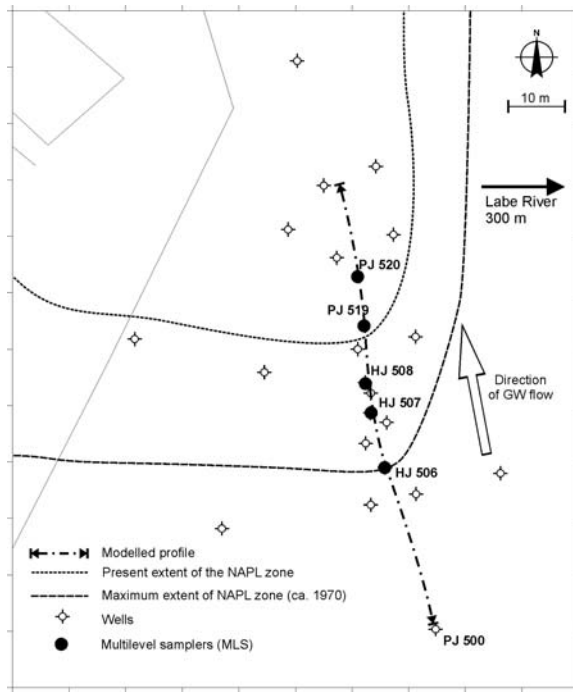 N
10 m
Labe River
300 m
PJ 520
PJ 519
HJ 508
Direction
of GW flow
HJ 507
HJ 506
Modelled profile
Present extent of the NAPL zone
Maximum extent of NAPL zone (ca. 1970)
Wells
Multilevel samplers (MLS)
PJ 500